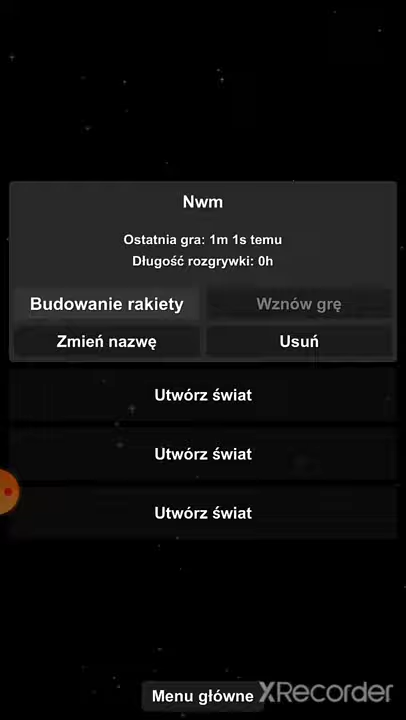 Nwm
Ostatnia gra: 1m 1s temu
Długość rozgrywki: 0h
Budowanie rakiety
Wznów grę
Zmień nazwę
Usuń
Utwórz świat
Utwórz świat
Utwórz świat
Menu główne
XRecorder